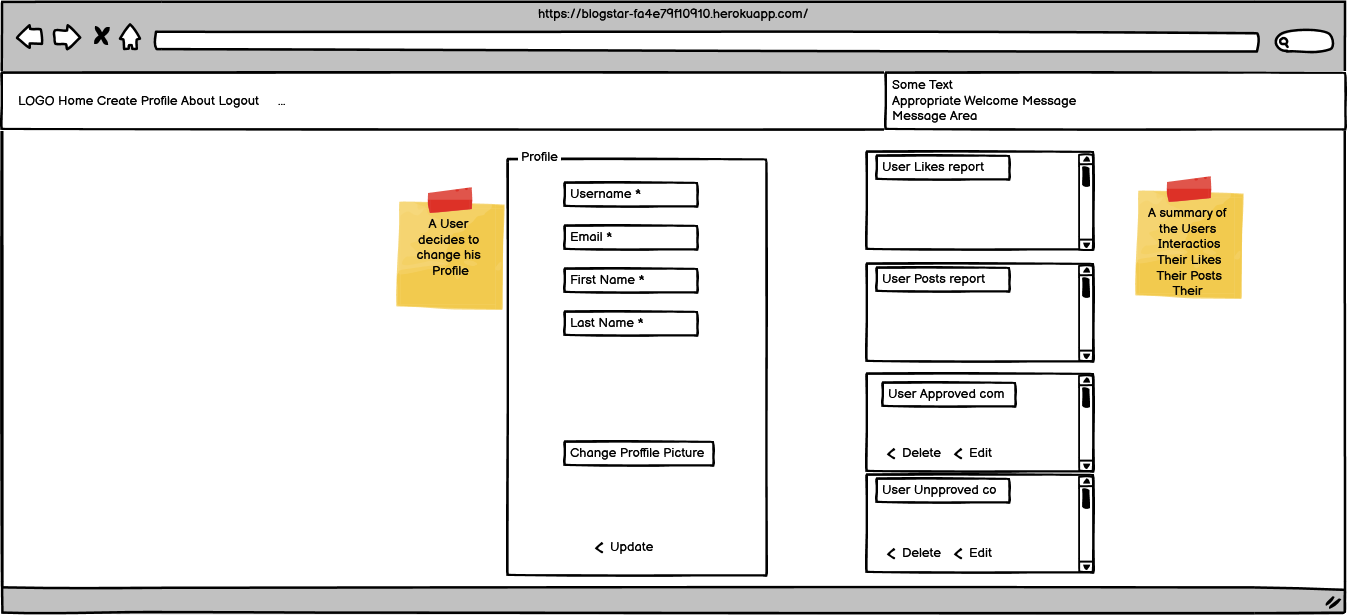 https://blogstar-fa4e79f10910.herokuapp.com/
LOGO Home Create Profile About Logout ...
Some Text
Appropriate Welcome Message
Message Area
Profile
Username *
Email *
First Name *
Last Name *
Change Proffile Picture
Update
A User
decides to
change his
Profile
User Likes report
User Posts report
User Approved com
Delete Edit
User Unpproved co
Delete Edit
A summary of
the Users
Interactios
Their Likes
Their Posts
Their